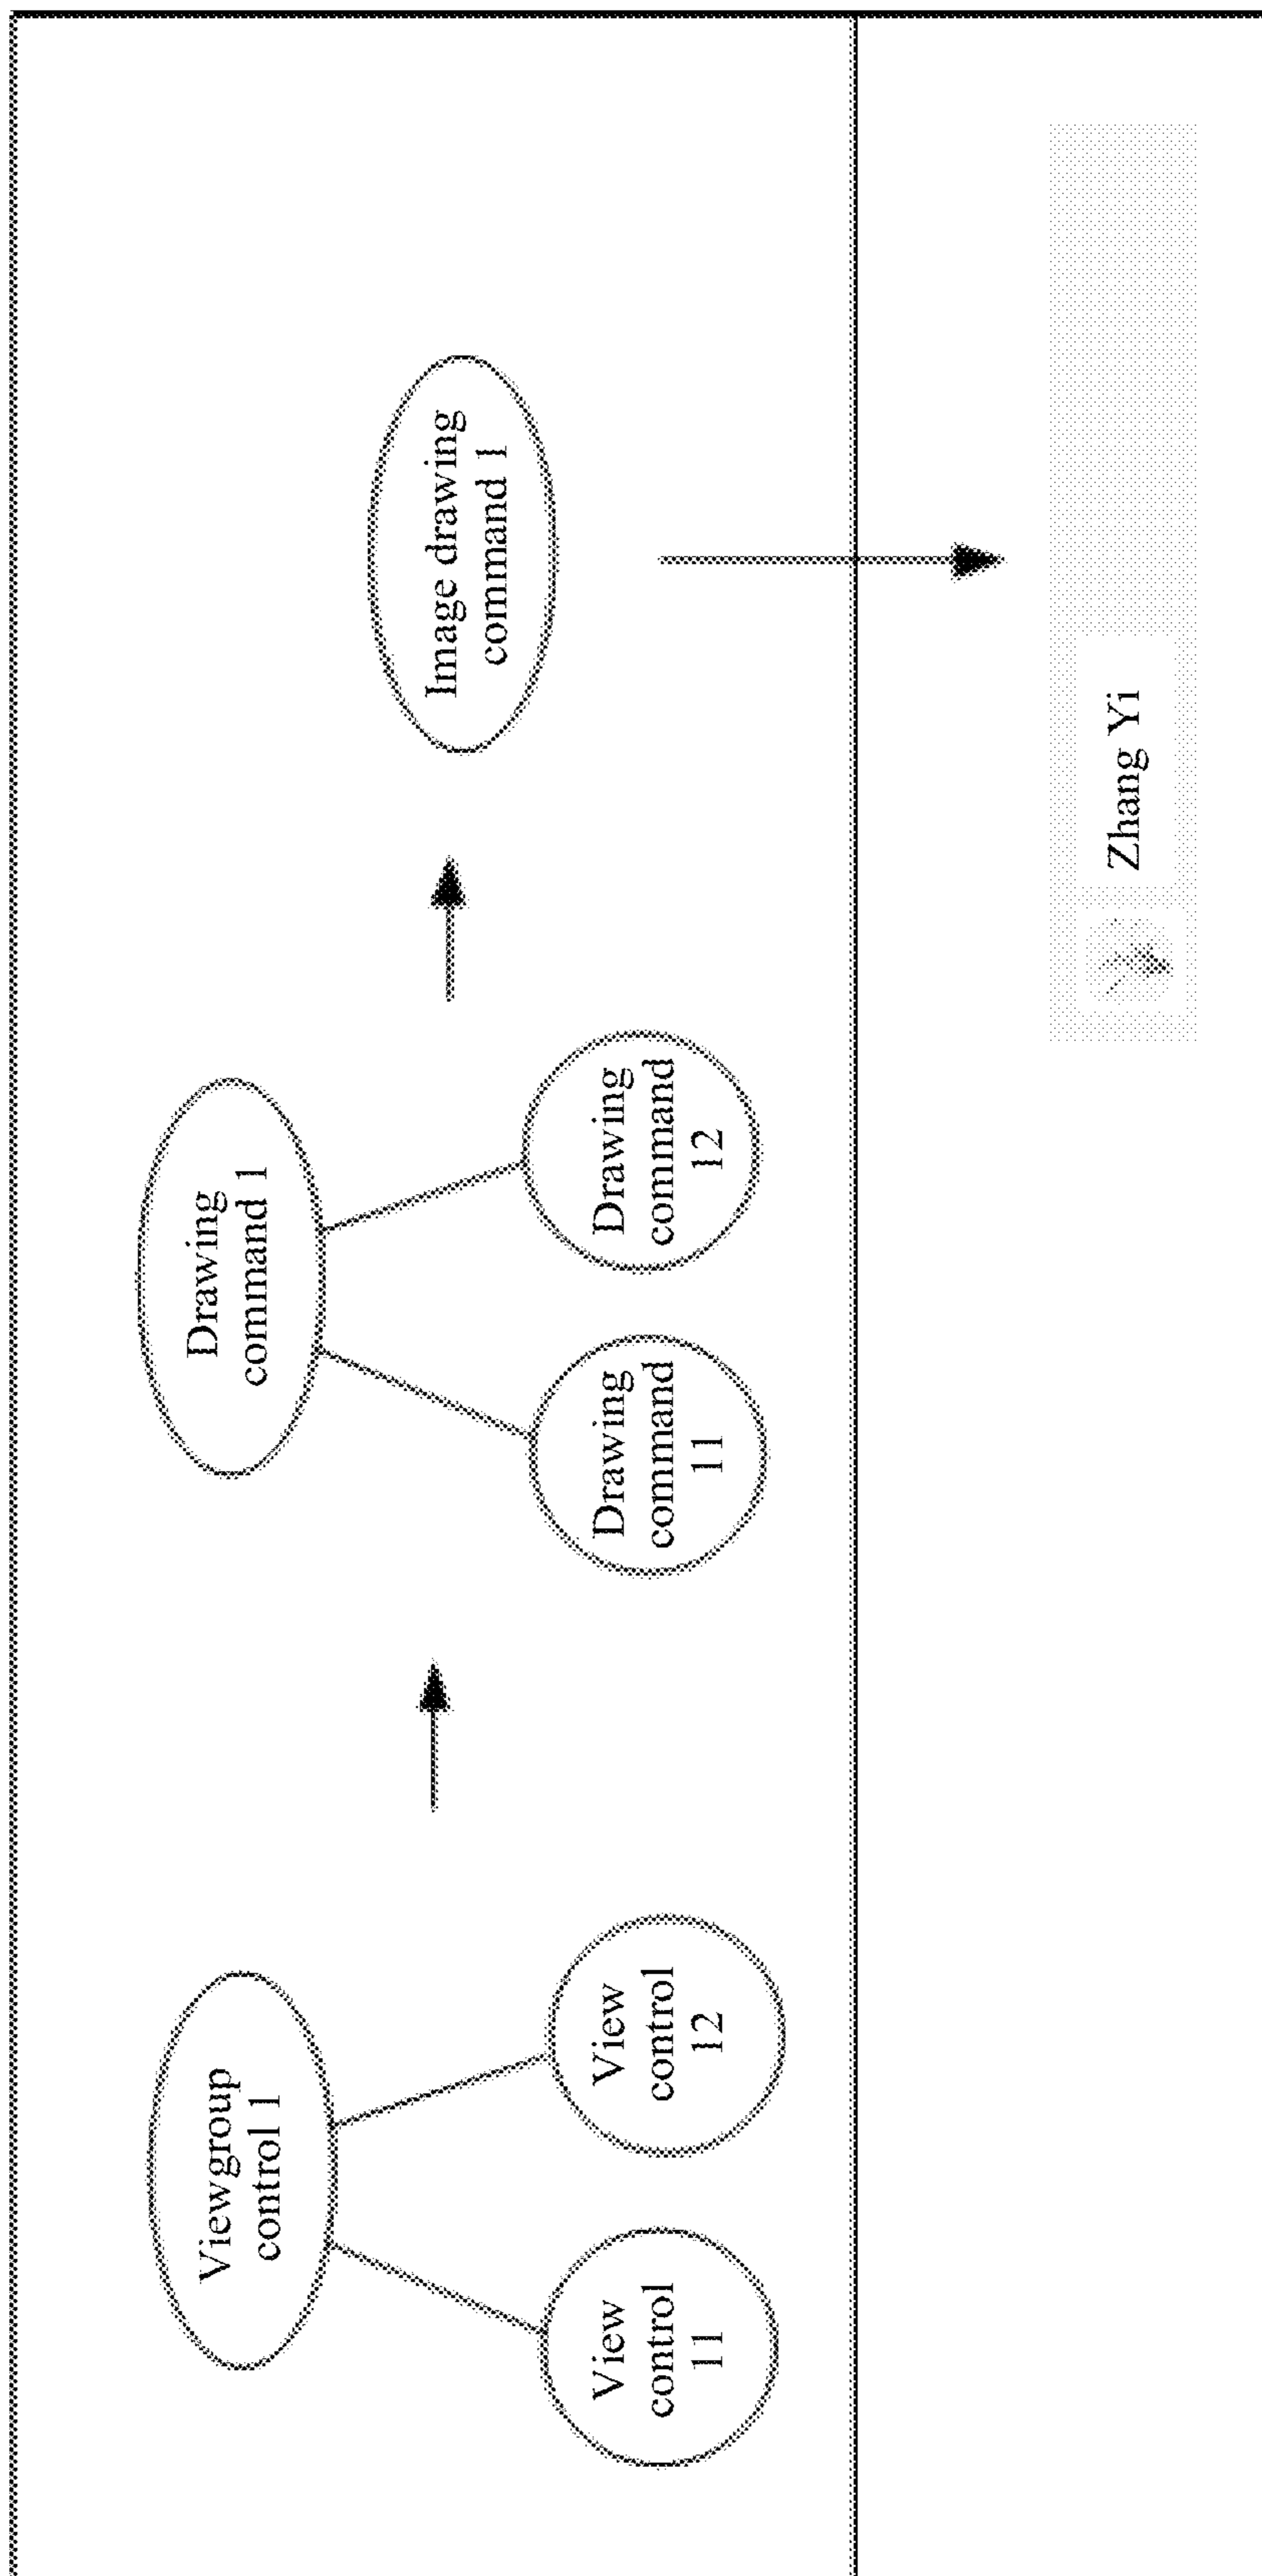 Viewgroup
control 1
View
control
11
View
control
12
Drawing
command 1
Drawing
command
11
Drawing
command
12
Image drawing
command 1
Zhang Yi